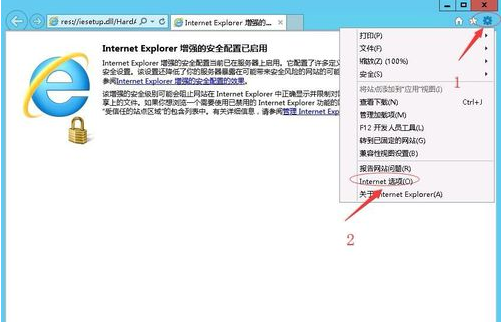 res://iesetup.dll/HardA
Internet Explorer 增强的...
Internet Explorer 增强的安全配置已启用
Internet Explorer 增强的安全配置当前已在服务器上启用。它配置了许多定义
安全设置。该设置还降低了你的服务器暴露在可能带来安全风险的网站的可能
参阅Internet Explorer 增强的安全配置的效果。
该增强的安全级别可能会阻止网站在 Internet Explorer 中正确显示并限制对网
享上的文件。如果你想浏览一个需要使用已禁用的 Internet Explorer 功能的
"受信任的站点区域"的包含列表中。有关详细信息，请参阅管理 Internet Exp
打印(P)
文件(F)
缩放(Z) (100%)
安全(S)
将站点添加到"应用"视图(I)
查看下载(N) Ctrl+J
管理加载项(M)
F12 开发人员工具(L)
转到已固定的网站(G)
兼容性视图设置(B)
报告网站问题(R)
Internet 选项(O)
关于 Internet Explorer(A)
1
2